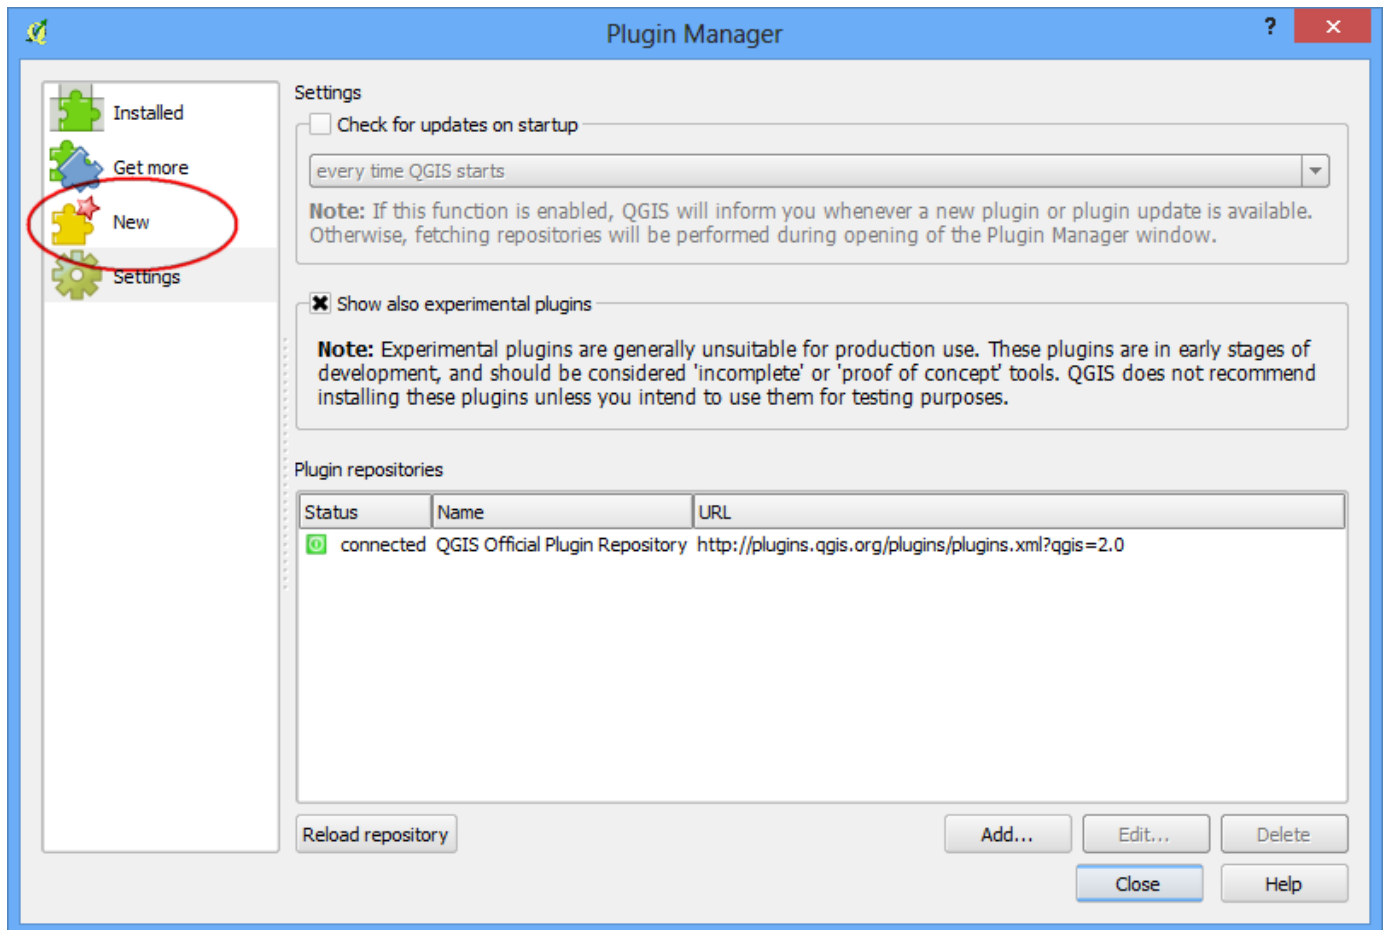 Plugin Manager
?
Installed
Get more
New
Settings
Settings
Check for updates on startup
every time QGIS starts
Note: If this function is enabled, QGIS will inform you whenever a new plugin or plugin update is available.
Otherwise, fetching repositories will be performed during opening of the Plugin Manager window.
Show also experimental plugins
Note: Experimental plugins are generally unsuitable for production use. These plugins are in early stages of
development, and should be considered 'incomplete' or 'proof of concept' tools. QGIS does not recommend
installing these plugins unless you intend to use them for testing purposes.
Plugin repositories
Status Name URL
connected QGIS Official Plugin Repository http://plugins.qgis.org/plugins/plugins.xml?qgis=2.0
Reload repository Add... Edit... Delete
Close Help